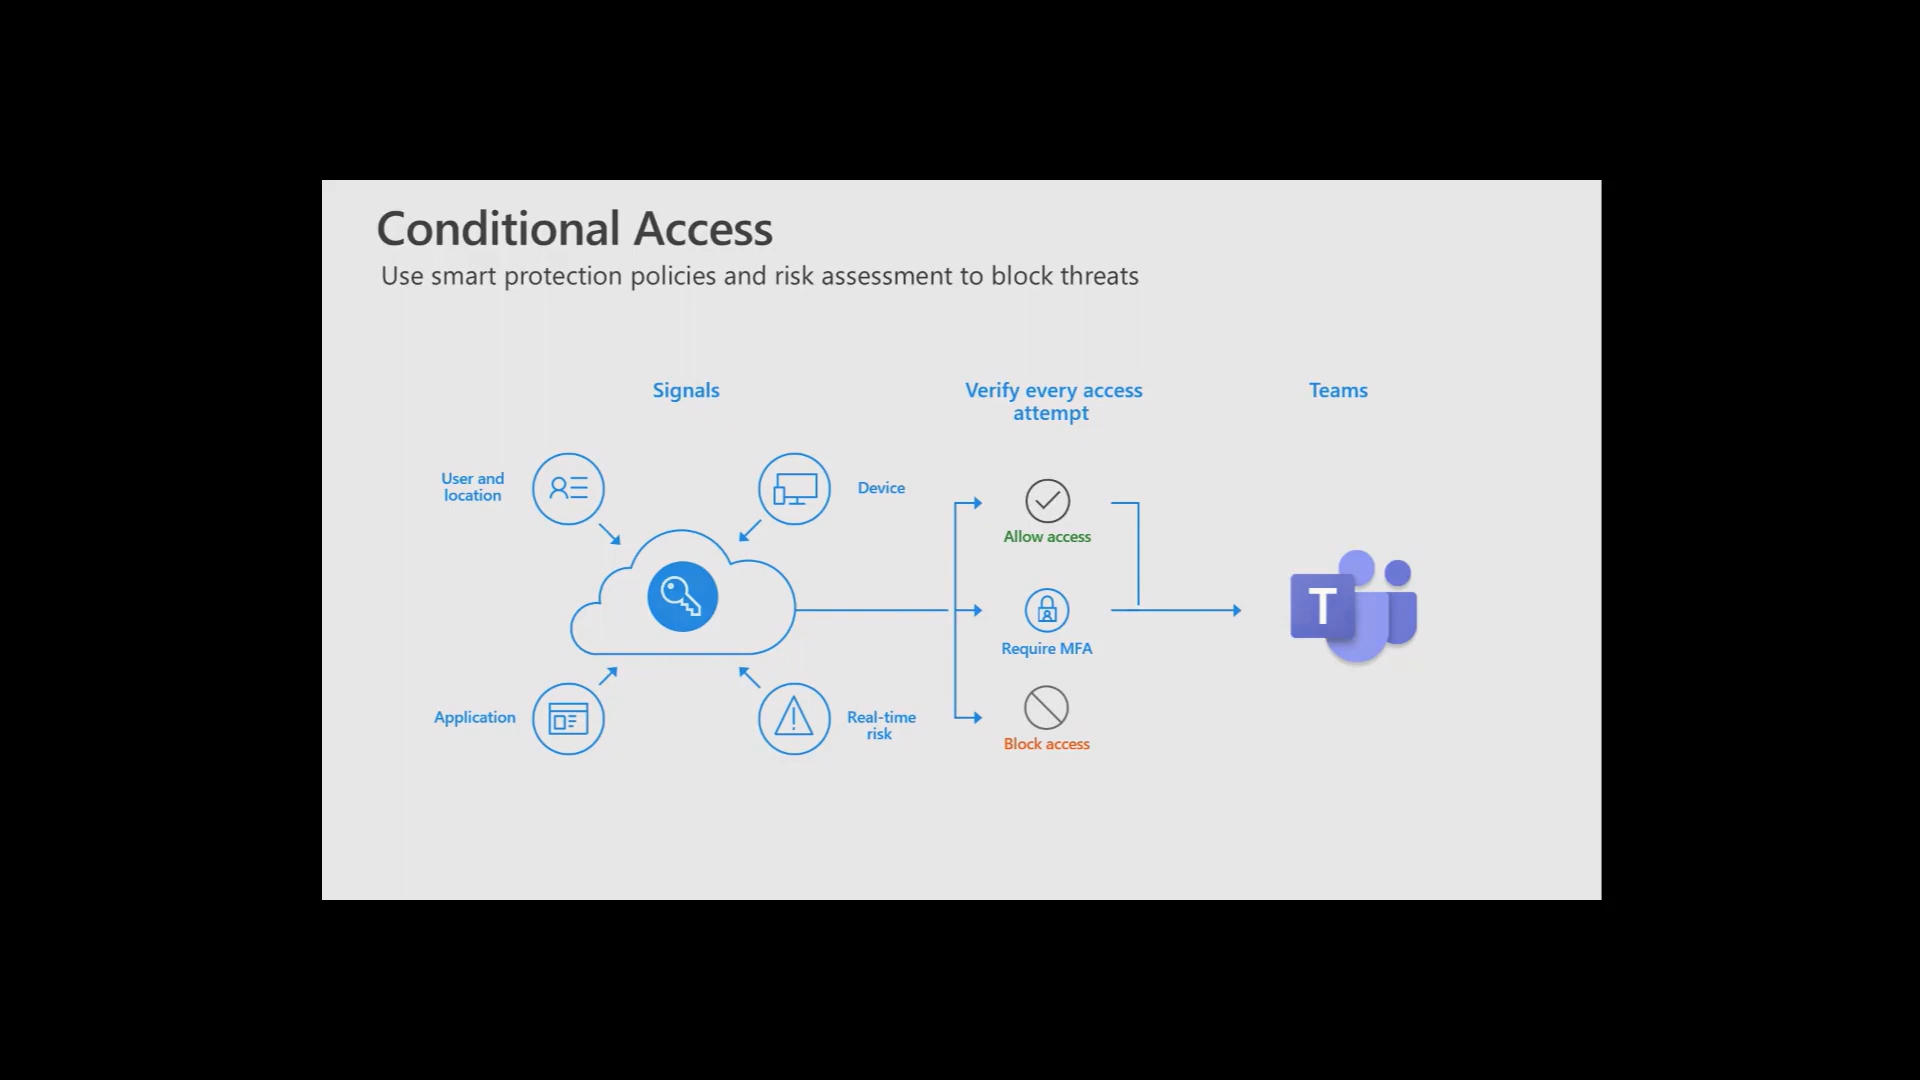 Conditional Access
Use smart protection policies and risk assessment to block threats
Signals
Verify every access
attempt
Teams
User and
location
Device
Allow access
T
Require MFA
Application
Real-time
risk
Block access